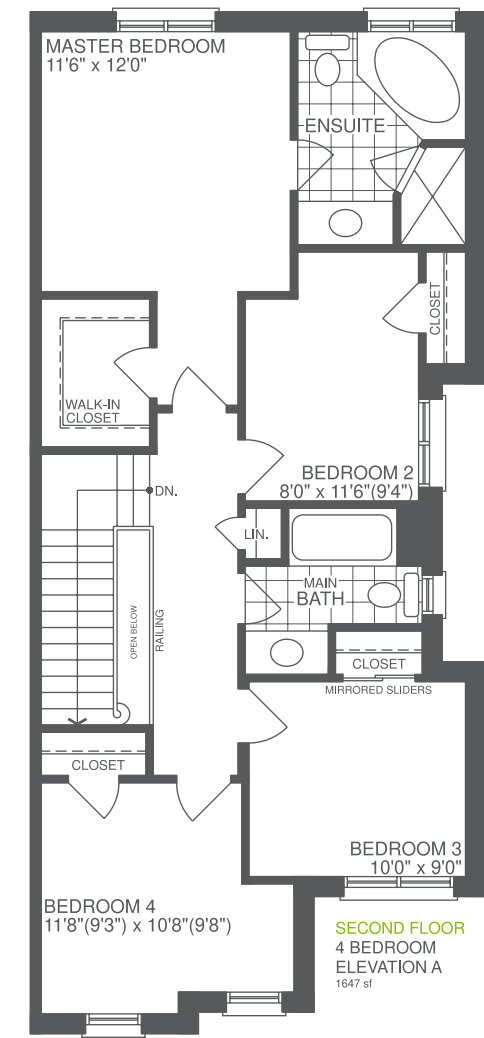 MASTER BEDROOM
11'6" x 12'0"
ENSUITE
CLOSET
WALK-IN
CLOSET
BEDROOM 2
8'0" x 11'6"(9'4")
DN.
LIN.
MAIN
BATH
OPEN BELOW
RAILING
CLOSET
MIRRORED SLIDERS
CLOSET
BEDROOM 3
10'0" x 9'0"
BEDROOM 4
11'8"(9'3") x 10'8"(9'8")
SECOND FLOOR
4 BEDROOM
ELEVATION A
1647 sf